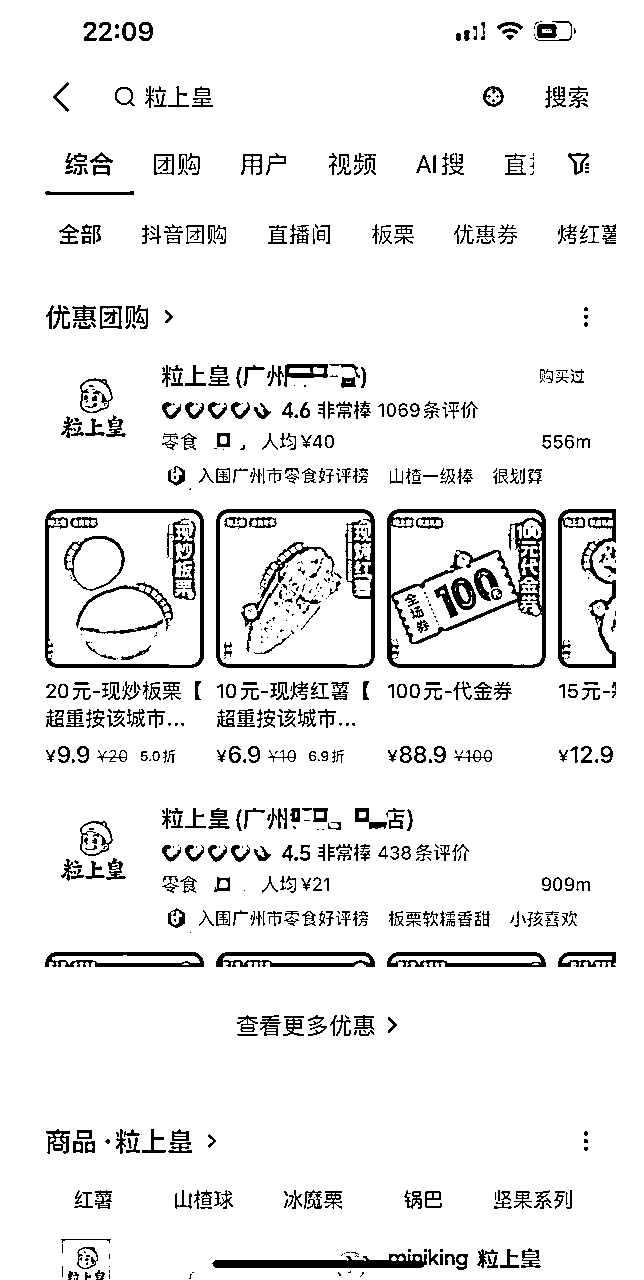 22:09
粒上皇 搜索
综合 团购 用户 视频 AI搜
全部 抖音团购 直播间 板栗 优惠券 烤红薯
优惠团购
粒上皇 (广州 ) 购买过
4.6 非常棒 1069条评价
粒上皇
零食 人均¥40 556m
入围广州市零食好评榜 山楂一级棒 很划算
现炒板栗
现烤红薯
100元代金券
全场券 100元
20元-现炒板栗【 10元-现烤红薯【 100元-代金券 15元-
超重按该城市... 超重按该城市...
¥9.9 ¥20 5.0折 ¥6.9 ¥10 6.9折 ¥88.9 ¥100 ¥12.9
粒上皇 (广州 店)
4.5 非常棒 438条评价
粒上皇
零食 人均¥21 909m
入围广州市零食好评榜 板栗软糯香甜 小孩喜欢
查看更多优惠
商品·粒上皇
红薯 山楂球 冰魔栗 锅巴 坚果系列
miniking 粒上皇
粒上皇